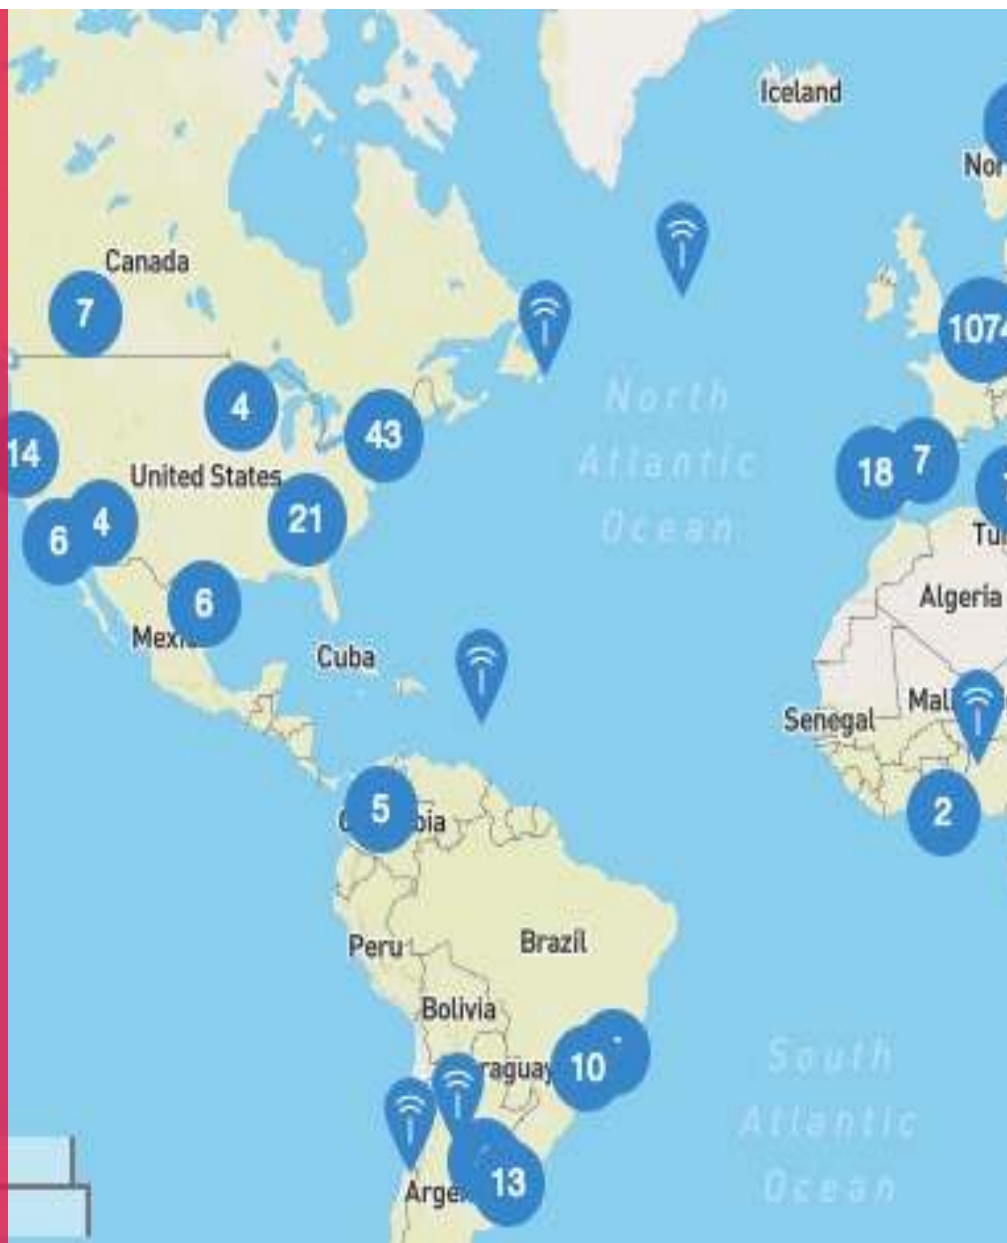 Iceland
Canada
7
1074
North
Atlantic
Ocean
4
43
14
United States
18
7
21
6
4
6
Cuba
Algeria
Senegal
5
2
Peru
Brazil
Bolivia
10
South
Atlantic
Ocean
13